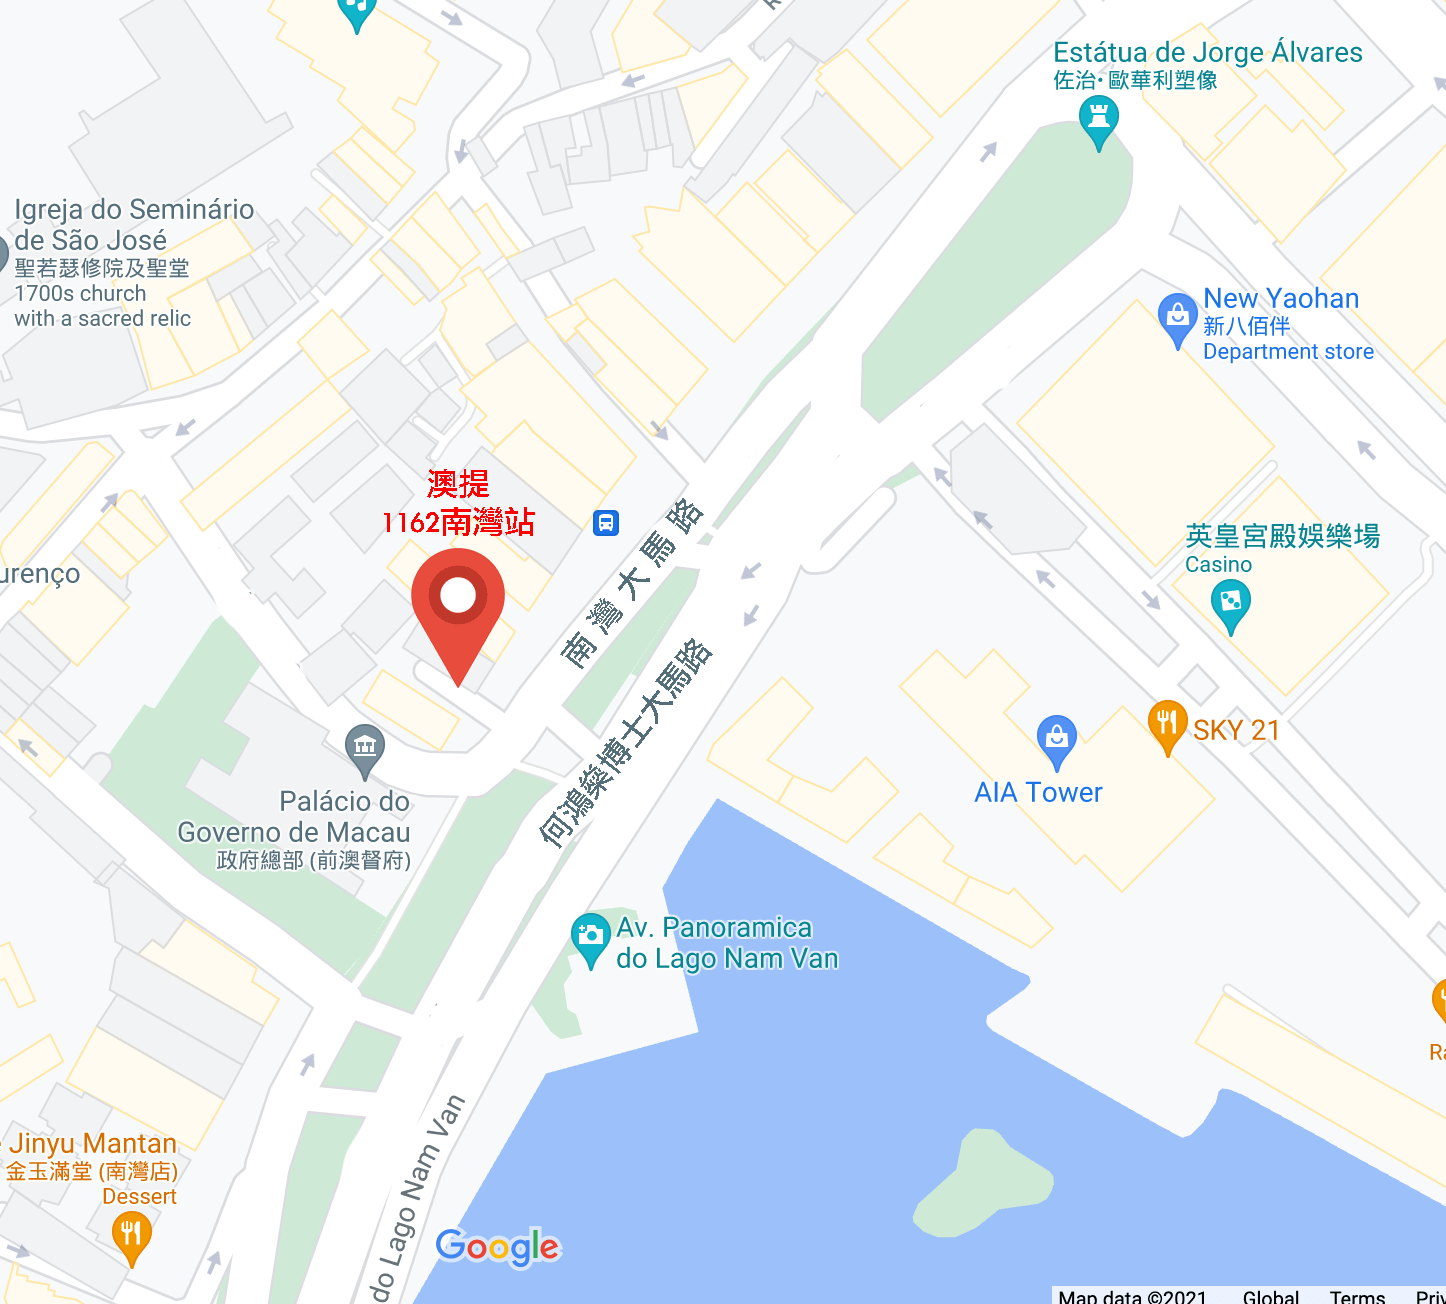 Estátua de Jorge Álvares
佐治·歐華利塑像
Igreja do Seminário
de São José
聖若瑟修院及聖堂
1700s church
with a sacred relic
New Yaohan
新八佰伴
Department store
澳提
1162南灣站
南灣大馬路
英皇宮殿娛樂場
Casino
urenço
何鴻燊博士大馬路
SKY 21
AIA Tower
Palácio do
Governo de Macau
政府總部 (前澳督府)
Av. Panoramica
do Lago Nam Van
Ra
do Lago Nam Van
Jinyu Mantan
金玉滿堂 (南灣店)
Dessert
Google
Map data ©2021 Global Terms Priv